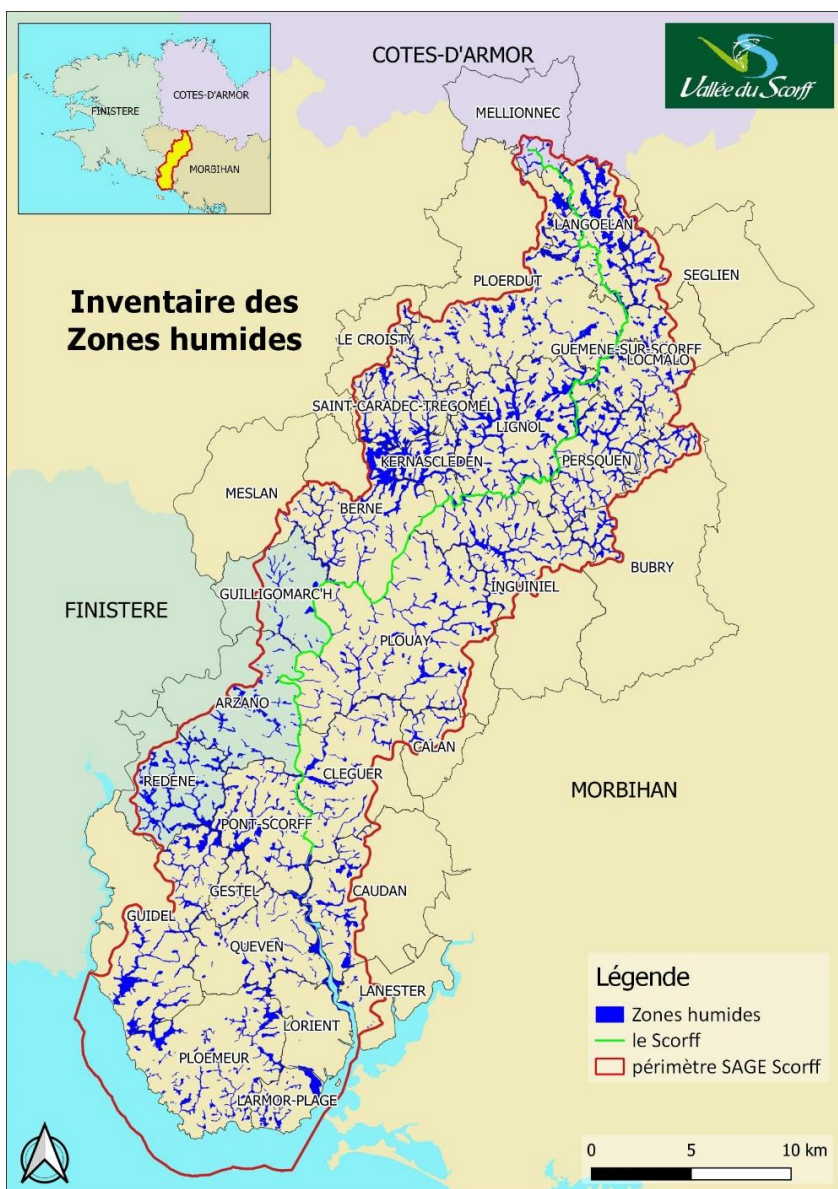 COTES-D'ARMOR
Vallée du Scorff
COTES-D'ARMOR
FINISTERE
MORBIHAN
MELLIONNEC
LANGOELAN
SEGLIEN
PLOERDUT
Inventaire des
Zones humides
LE CROISTY
GUEMENE-SUR-SCORFF
LOCMALO
SAINT-CARADEC-TREGOMEL
LIGNOL
KERNASCLEDEN
PERSQUEN
MESLAN
BERNE
BUBRY
INGUINIEL
GUILLIGOMARC'H
FINISTERE
PLOUAY
ARZANO
CALAN
CLEGUER
REDENE
MORBIHAN
PONT-SCORFF
GESTEL
CAUDAN
GUIDEL
QUEVEN
LANESTER
LORIENT
PLOEMEUR
LARMOR-PLAGE
Légende
Zones humides
le Scorff
périmètre SAGE Scorff
0 5 10 km